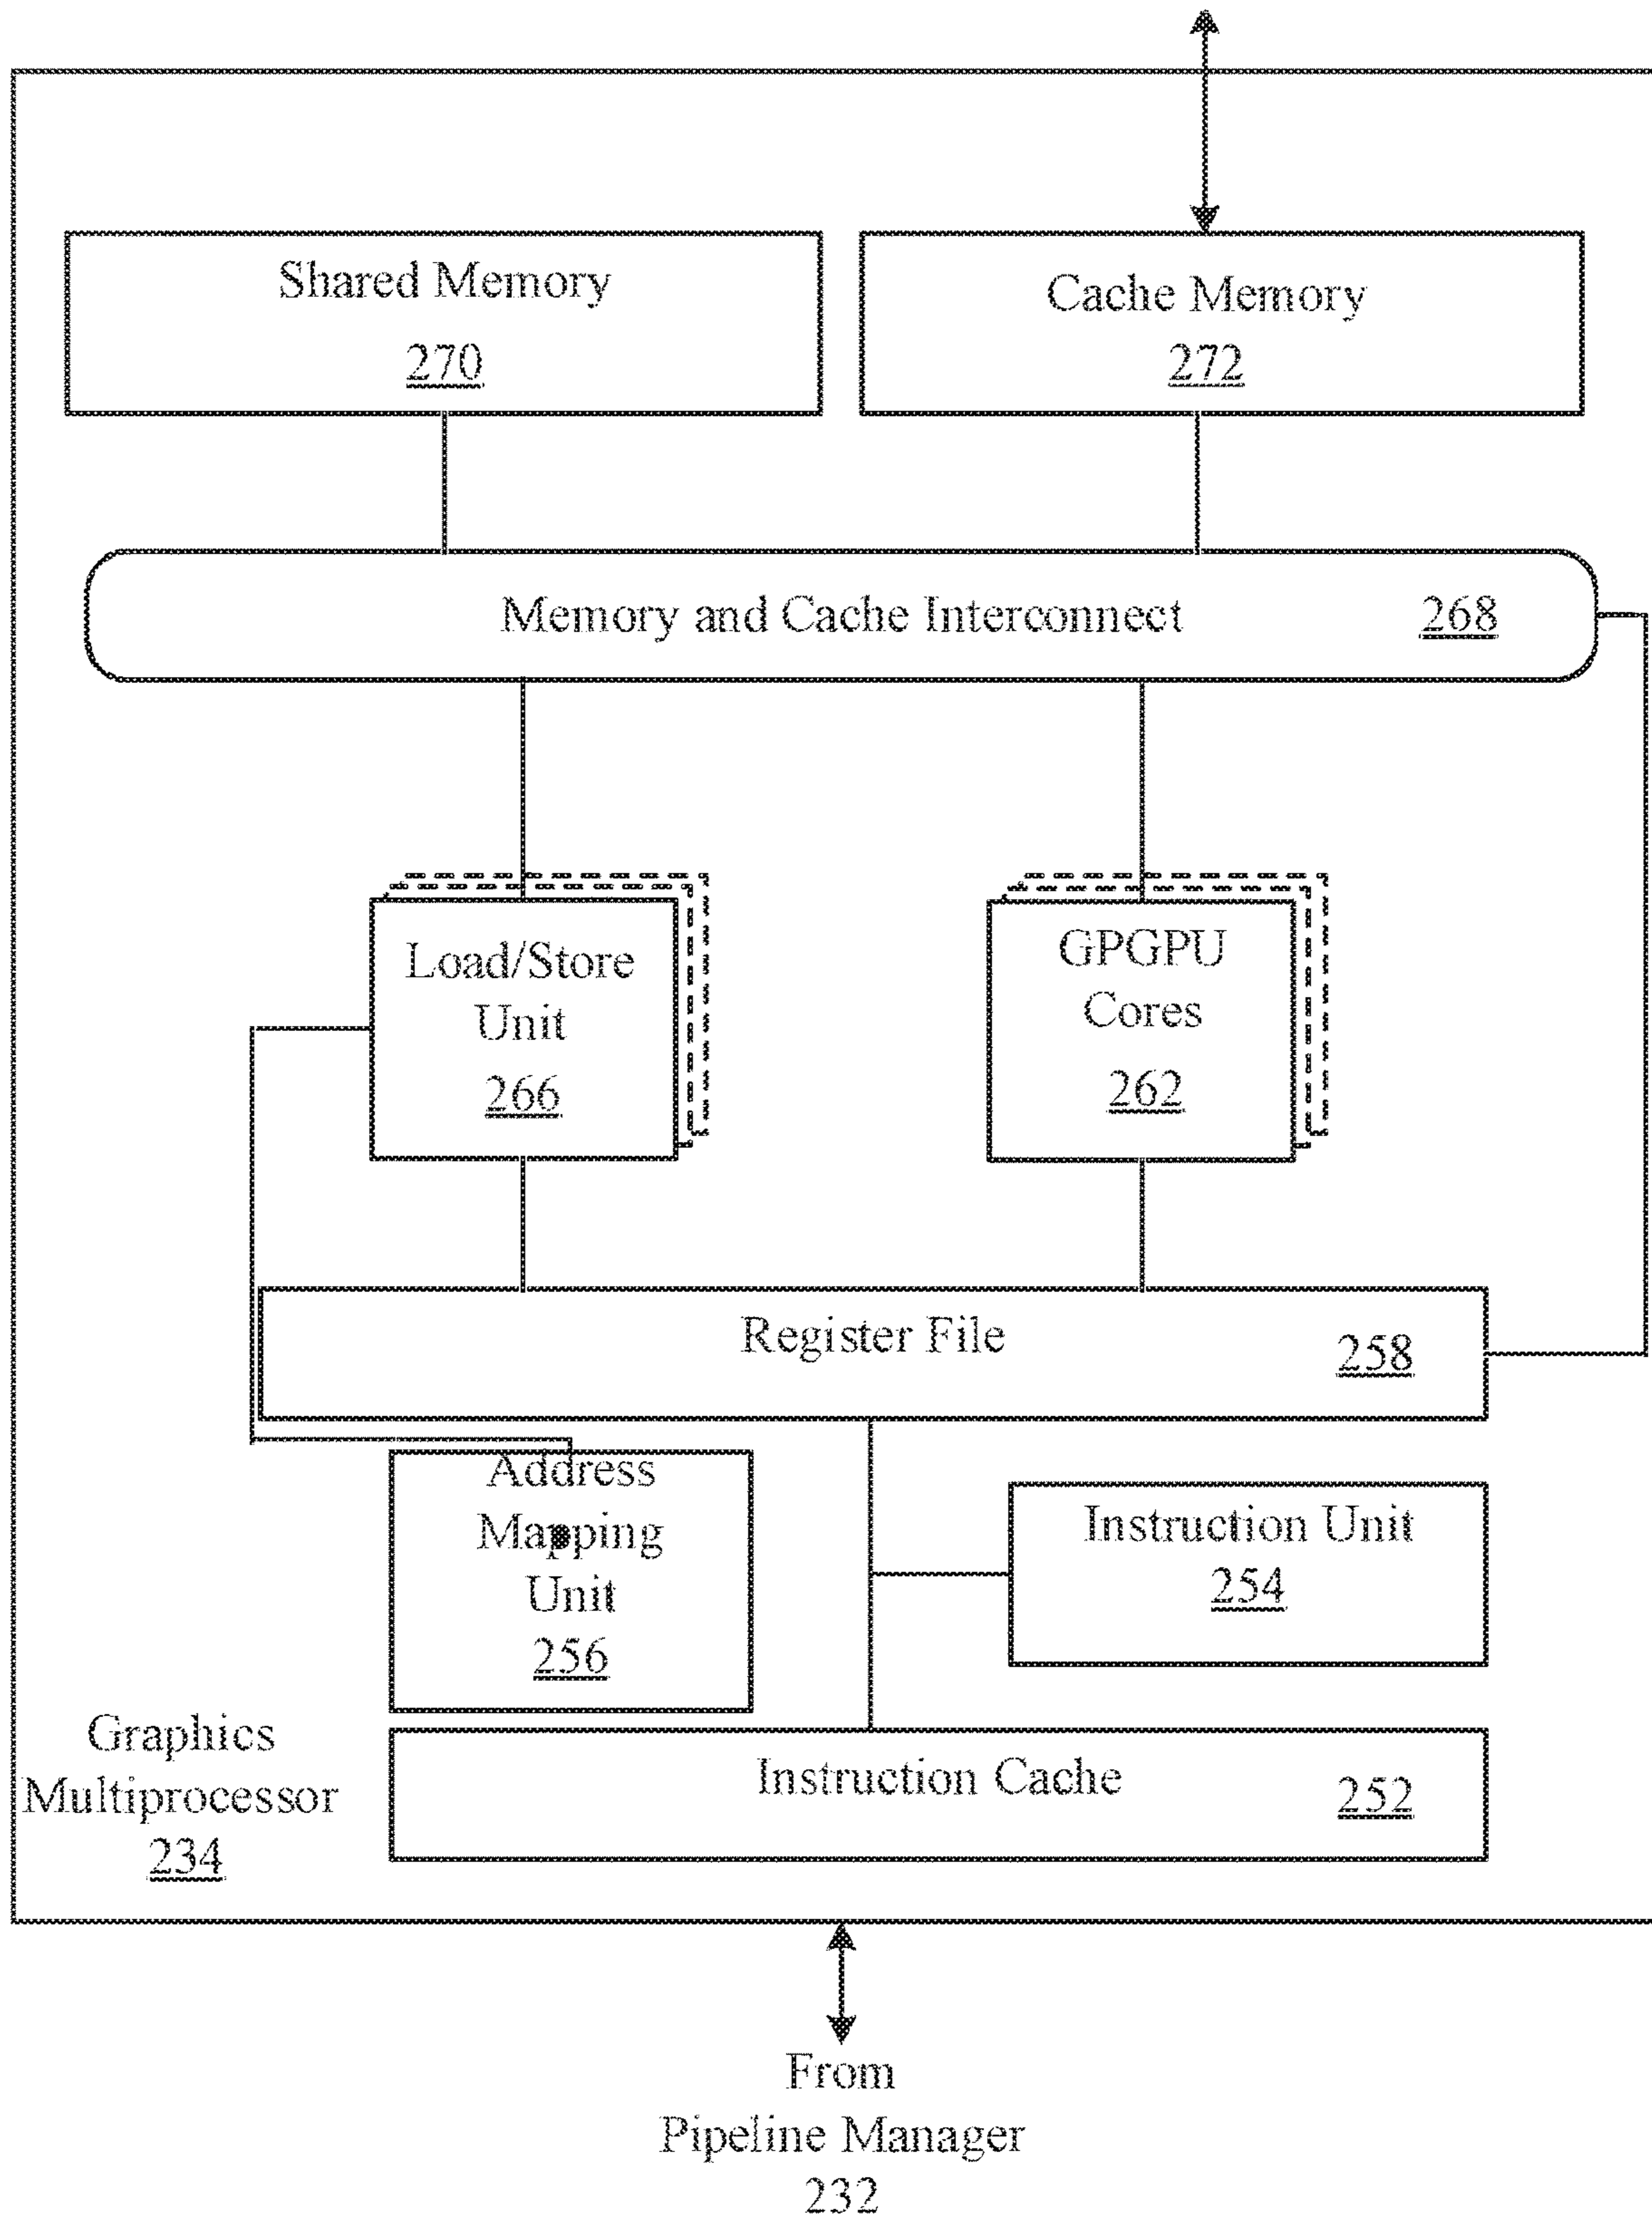 Shared Memory
270
Cache Memory
272
Memory and Cache Interconnect 268
Load/Store
Unit
266
GPGPU
Cores
262
Register File 258
Address
Mapping
Unit
256
Instruction Unit
254
Graphics
Multiprocessor
234
Instruction Cache 252
From
Pipeline Manager
232